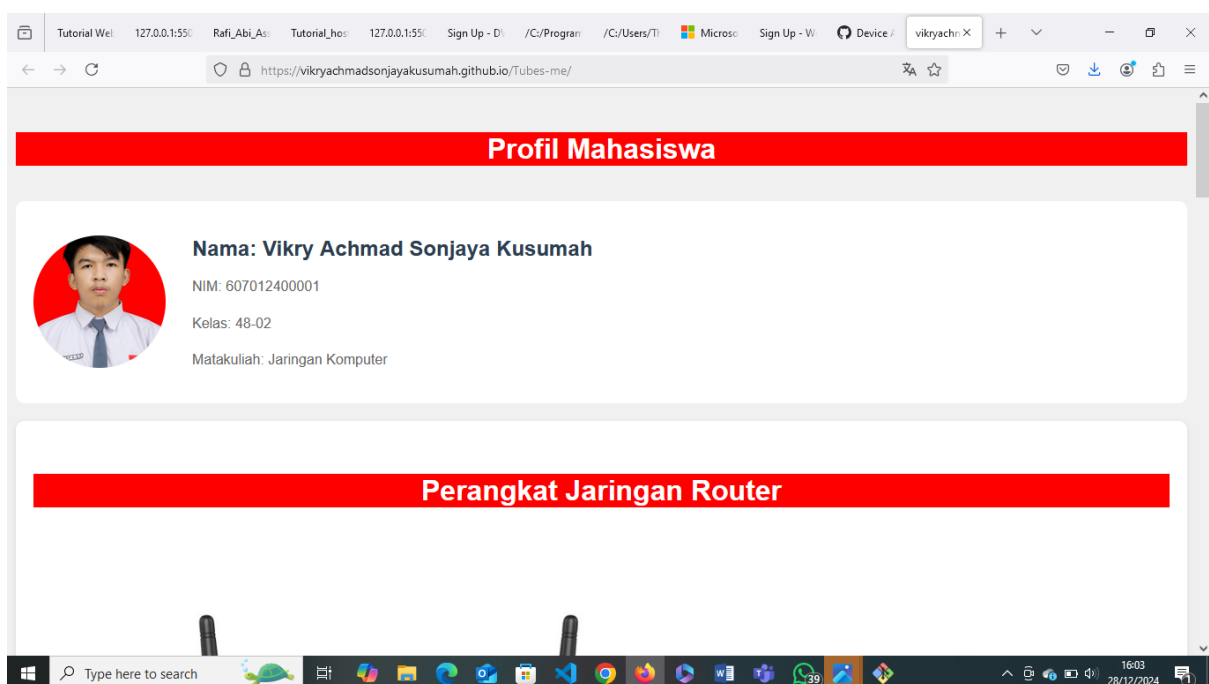 Tutorial Wel 127.0.0.1:550 Rafi_Abi_As Tutorial_hos 127.0.0.1:550 Sign Up - D /C:/Program /C:/Users/T Microso Sign Up - W Device / vikryachn
https://vikryachmadsonjayakusumah.github.io/Tubes-me/
Profil Mahasiswa
Nama: Vikry Achmad Sonjaya Kusumah
NIM: 607012400001
Kelas: 48-02
Matakuliah: Jaringan Komputer
Perangkat Jaringan Router
Type here to search
39
16:03
28/12/2024
1